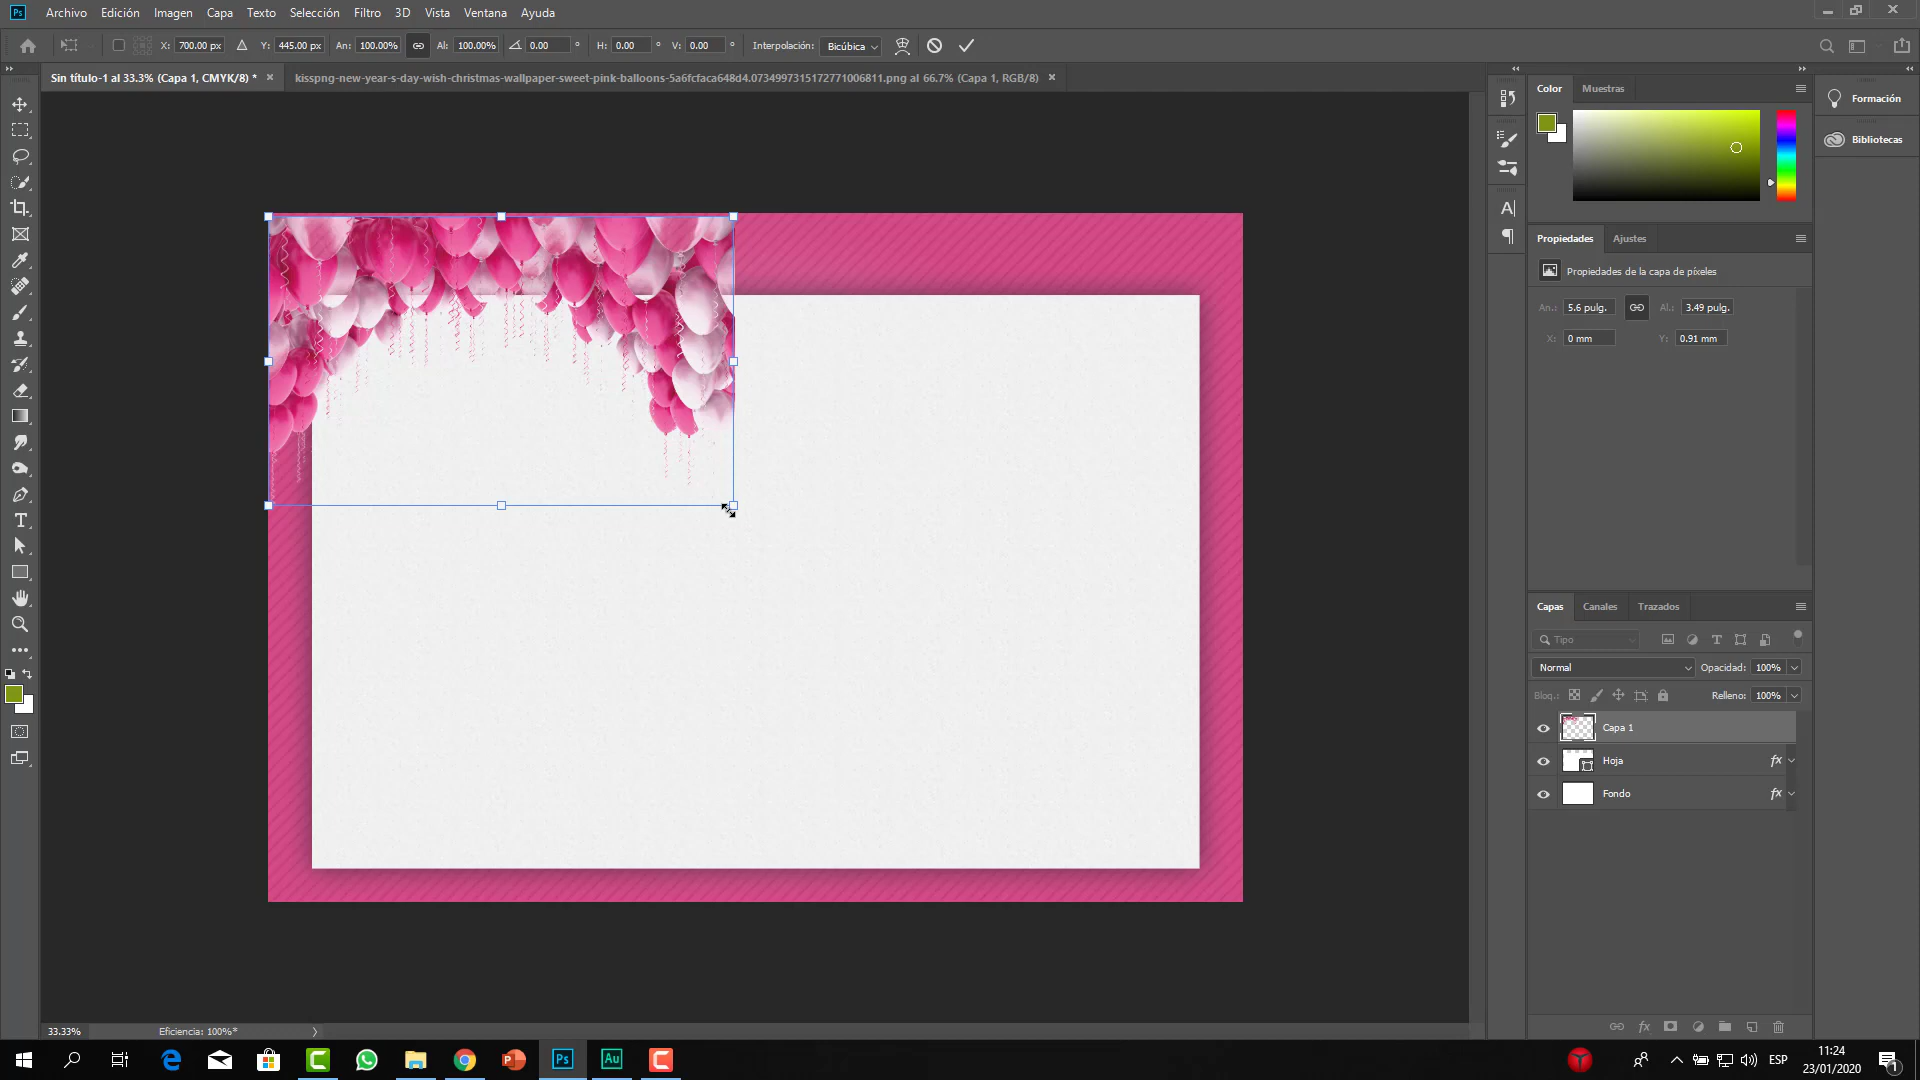 Ps Archivo Edición Imagen Capa Texto Selección Filtro 3D Vista Ventana Ayuda
X: 700.00 px Y: 445.00 px An: 100.00% Al: 100.00% 0.00 ° H: 0.00 ° V: 0.00 ° Interpolación: Bicúbica
Sin título-1 al 33.3% (Capa 1, CMYK/8) * × kisspng-new-year-s-day-wish-christmas-wallpaper-sweet-pink-balloons-5a6fcfaca648d4.0734997315172771006811.png al 66.7% (Capa 1, RGB/8) ×
Color Muestras
Formación
Bibliotecas
Propiedades Ajustes
Propiedades de la capa de píxeles
An.: 5.6 pulg. Al.: 3.49 pulg.
X: 0 mm Y: 0.91 mm
Capas Canales Trazados
Tipo
Normal Opacidad: 100%
Bloq.: Relleno: 100%
Capa 1
Hoja fx
Fondo fx
fx
33.33% Eficiencia: 100%*
Ps Au ESP 11:24
23/01/2020 1